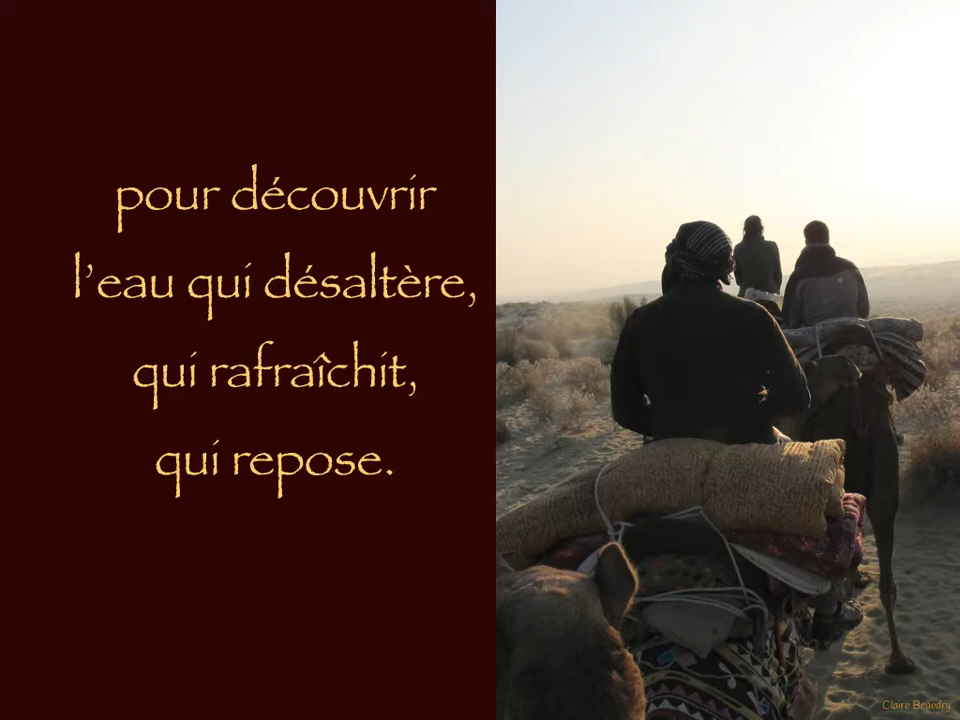 pour découvrir
l'eau qui désaltère,
qui rafraîchit,
qui repose.
Claire Beaudry